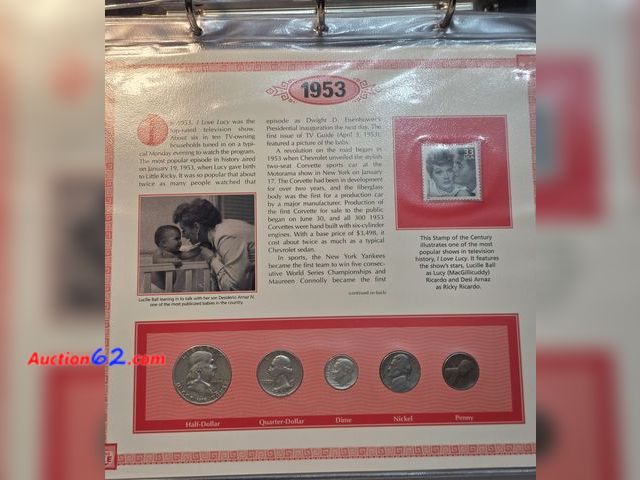 1953
In 1953, I Love Lucy was the
top-rated television show.
About six in ten TV-owning
households tuned in on a typi-
cal Monday evening to watch the program.
The most popular episode in history aired
on January 19, 1953, when Lucy gave birth
to Little Ricky. It was so popular that about
twice as many people watched that
episode as Dwight D. Eisenhower's
Presidential inauguration the next day. The
first issue of TV Guide (April 3, 1953),
featured a picture of the baby.
A revolution on the road began in
1953 when Chevrolet unveiled the stylish
two-seat Corvette sports car at the
Motorama show in New York on January
17. The Corvette had been in development
for over two years, and the fiberglass
body was the first for a production car
by a major manufacturer. Production of
the first Corvette for sale to the public
began on June 30, and all 300 1953
Corvettes were hand built with six-cylinder
engines. With a base price of $3,498, it
cost about twice as much as a typical
Chevrolet sedan.
In sports, the New York Yankees
became the first team to win five consec-
utive World Series Championships and
Maureen Connolly became the first
(continued on back)
Lucille Ball leaning in to talk with her son Desiderio Arnaz IV,
one of the most publicized babies in the country.
33
USA
This Stamp of the Century
illustrates one of the most
popular shows in television
history, I Love Lucy. It features
the show's stars, Lucille Ball
as Lucy (MacGillicuddy)
Ricardo and Desi Arnaz
as Ricky Ricardo.
Auction62.com
Half-Dollar
Quarter-Dollar
Dime
Nickel
Penny